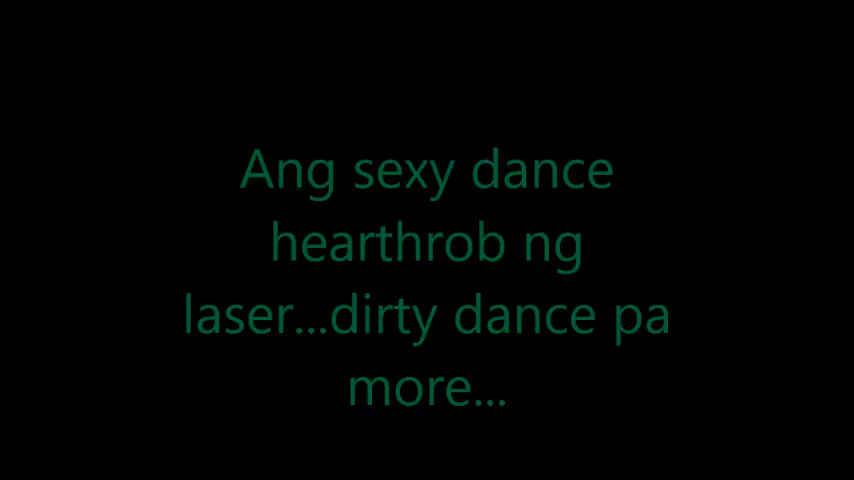 Ang sexy dance
hearthrob ng
laser...dirty dance pa
more...